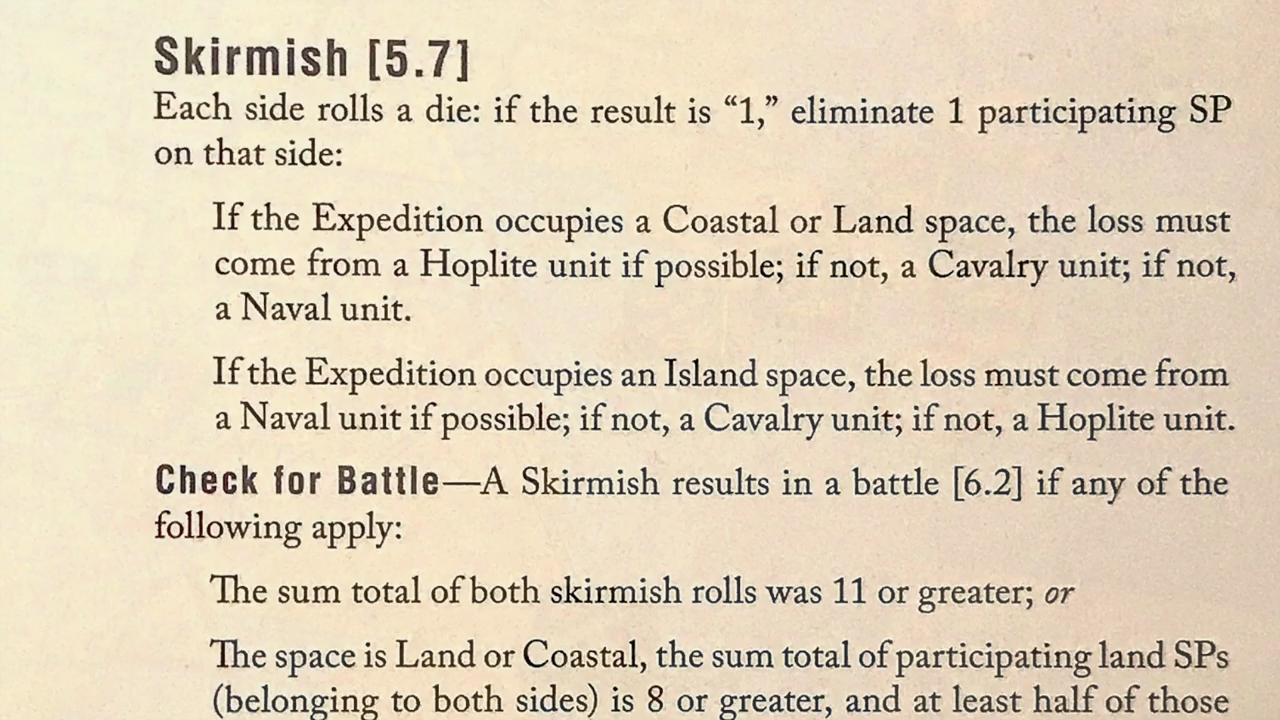 Skirmish [5.7]
Each side rolls a die: if the result is “1,” eliminate 1 participating SP
on that side:
If the Expedition occupies a Coastal or Land space, the loss must
come from a Hoplite unit if possible; if not, a Cavalry unit; if not,
a Naval unit.
If the Expedition occupies an Island space, the loss must come from
a Naval unit if possible; if not, a Cavalry unit; if not, a Hoplite unit.
Check for Battle—A Skirmish results in a battle [6.2] if any of the
following apply:
The sum total of both skirmish rolls was 11 or greater; or
The space is Land or Coastal, the sum total of participating land SPs
(belonging to both sides) is 8 or greater, and at least half of those